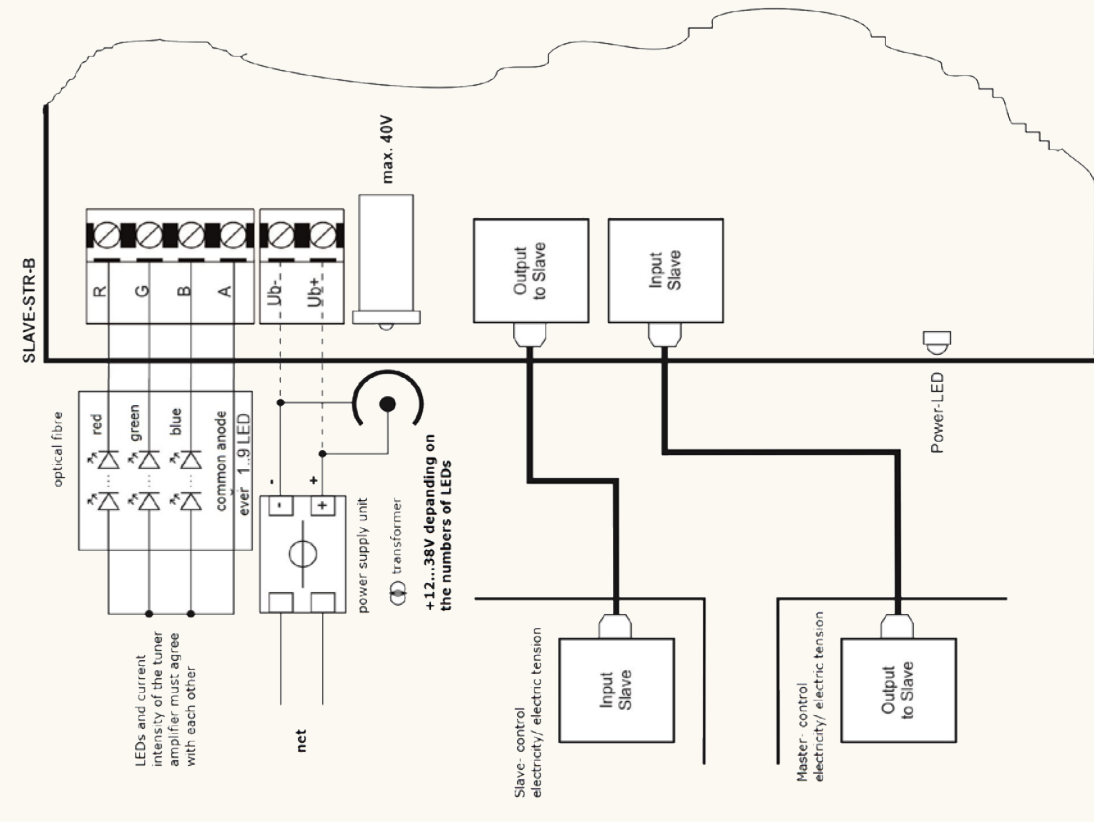 SLAVE-STR-B
max. 40V
R
G
B
A
Ub-
Ub+
Output
to Slave
Input
Slave
optical fibre
red
green
blue
common anode
ever 1..9 LED
-
+
-
+
power supply unit
transformer
+12...38V depanding on
the numbers of LEDs
Power-LED
LEDs and current
intensity of the tuner
amplifier must agree
with each other
net
Slave- control
electricity/ electric tension
Input
Slave
Master- control
electricity/ electric tension
Output
to Slave